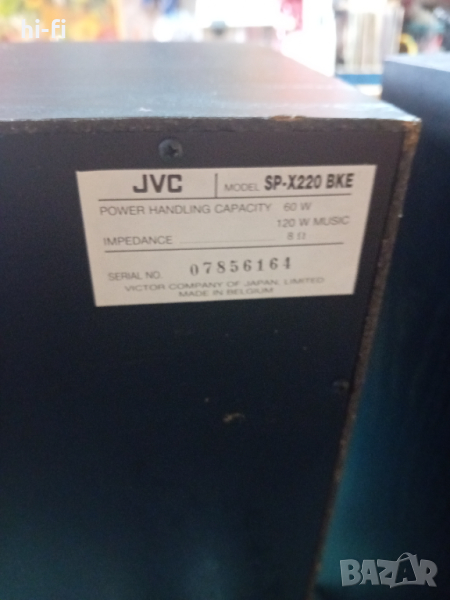 hi-fi
JVC MODEL SP-X220 BKE
POWER HANDLING CAPACITY 60 W
120 W MUSIC
IMPEDANCE 8 Ω
SERIAL NO. 07856164
VICTOR COMPANY OF JAPAN, LIMITED
MADE IN BELGIUM
BAZAR